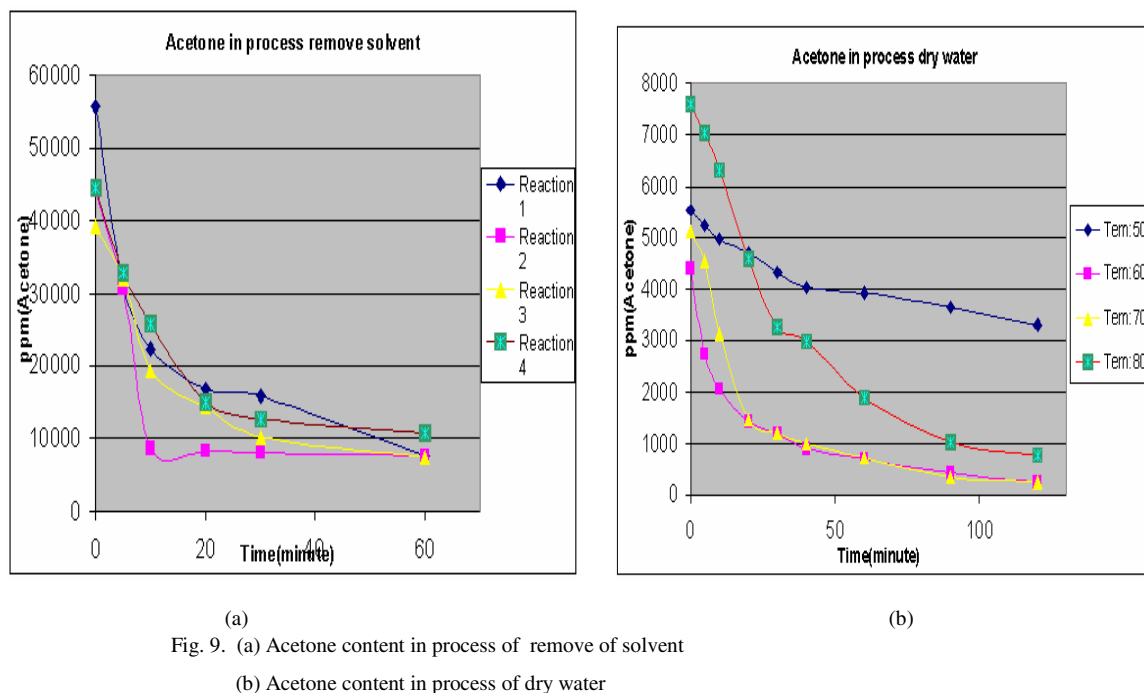 Acetone in process remove solvent
60000
50000
40000
30000
20000
10000
0
ppm(Acetone)
0 20 40 60
Time(minute)
Reaction 1
Reaction 2
Reaction 3
Reaction 4
Acetone in process dry water
8000
7000
6000
5000
4000
3000
2000
1000
0
ppm(Acetone)
0 50 100
Time(minute)
Tem:50
Tem:60
Tem:70
Tem:80
(a) (b)
Fig. 9. (a) Acetone content in process of remove of solvent
(b) Acetone content in process of dry water